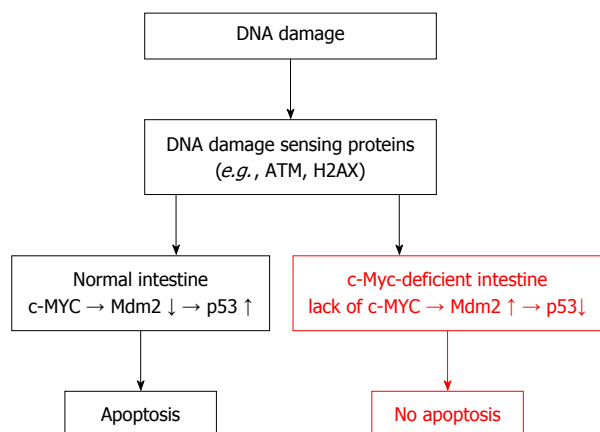 DNA damage
DNA damage sensing proteins
(e.g., ATM, H2AX)
Normal intestine
c-MYC → Mdm2 ↓ → p53 ↑
c-Myc-deficient intestine
lack of c-MYC → Mdm2 ↑ → p53↓
Apoptosis
No apoptosis